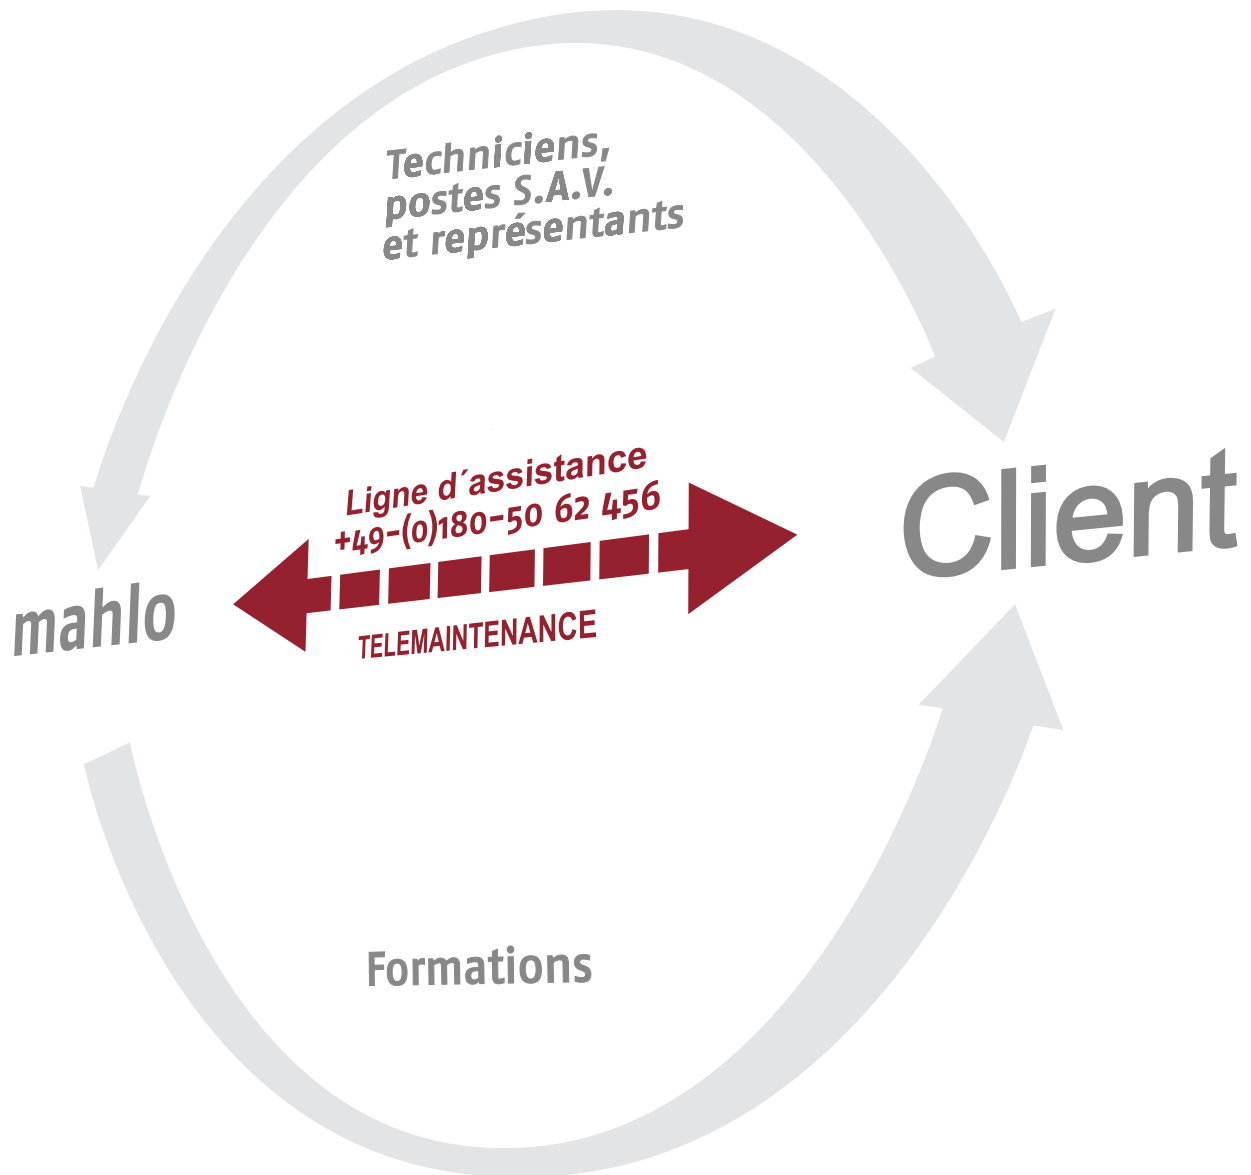 Techniciens,
postes S.A.V.
et représentants
Ligne d´assistance
+49-(0)180-50 62 456
Client
mahlo
TELEMAINTENANCE
Formations